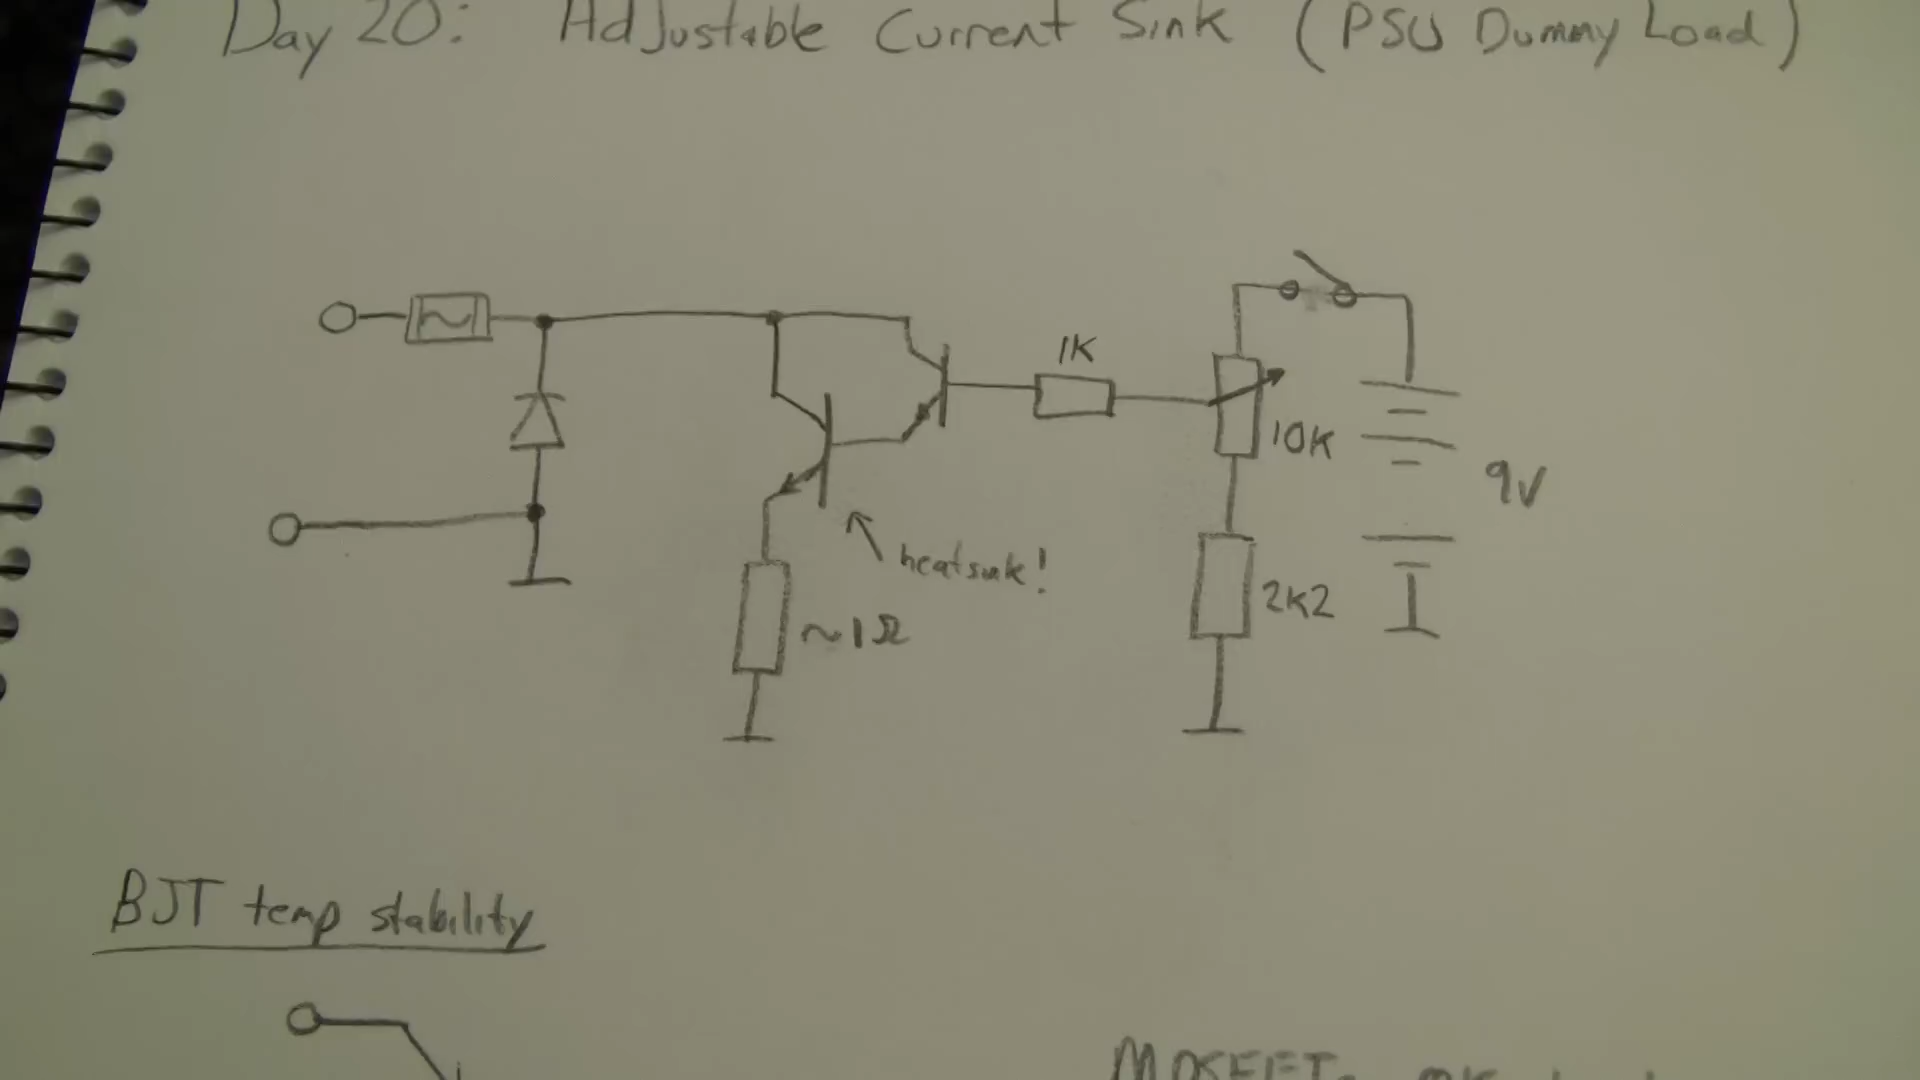 Day 20: Adjustable Current Sink (PSU Dummy Load)
1K
10K
9V
heatsink!
2K2
~1Ω
BJT temp stability